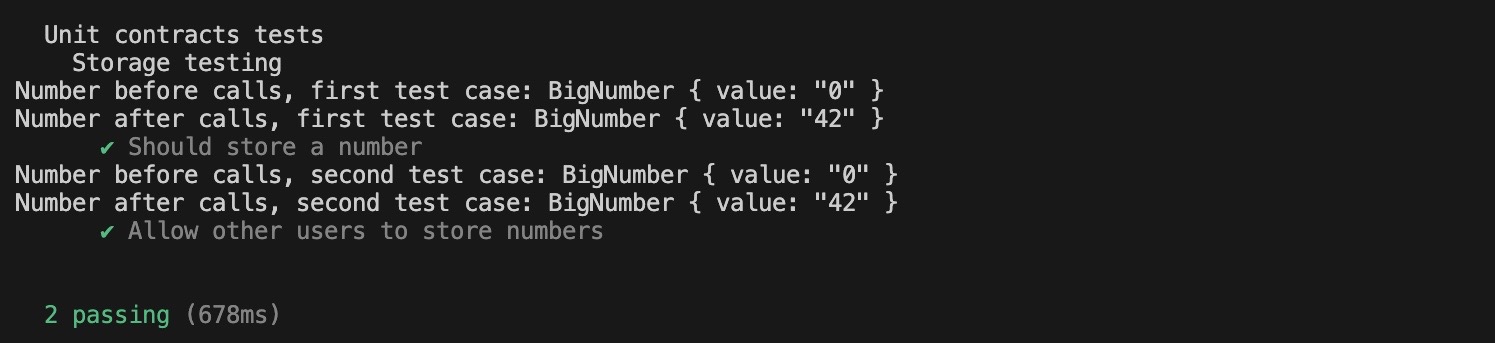 Unit contracts tests
Storage testing
Number before calls, first test case: BigNumber { value: "0" }
Number after calls, first test case: BigNumber { value: "42" }
✔ Should store a number
Number before calls, second test case: BigNumber { value: "0" }
Number after calls, second test case: BigNumber { value: "42" }
✔ Allow other users to store numbers
2 passing (678ms)